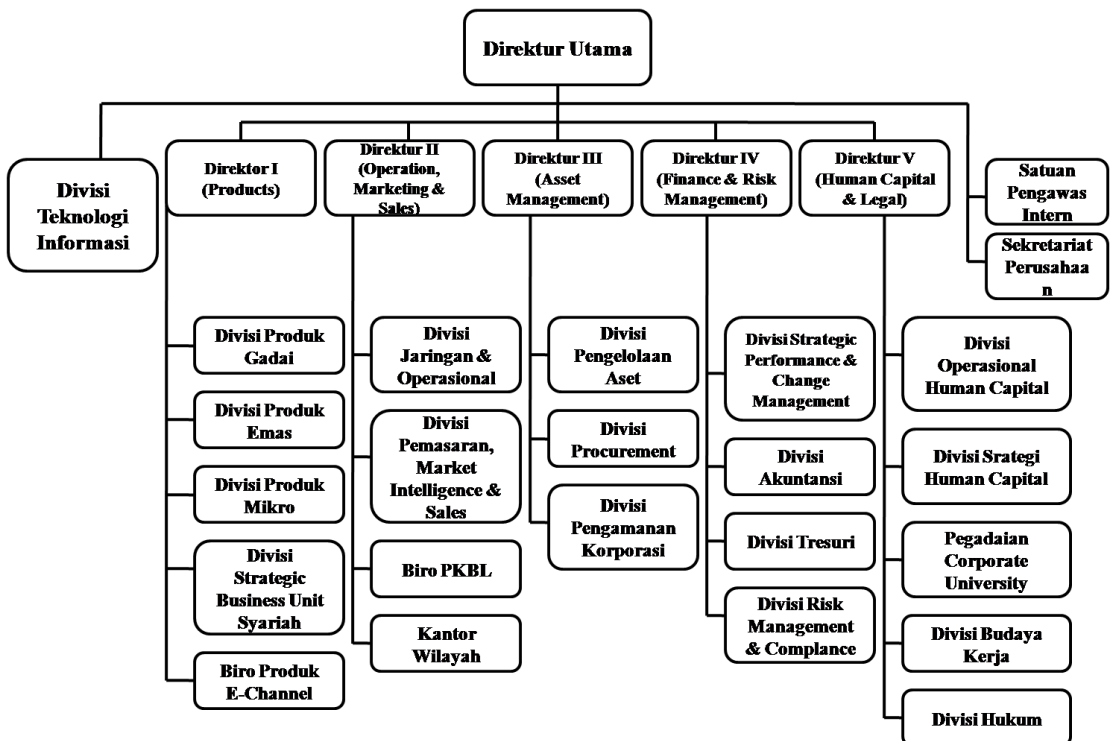 Direktur Utama
Divisi
Teknologi
Informasi
Direktor I
(Products)
Direktur II
(Operation,
Marketing &
Sales)
Direktur III
(Asset
Management)
Direktur IV
(Finance & Risk
Management)
Direktur V
(Human Capital
& Legal)
Satuan
Pengawas
Intern
Sekretariat
Perusahaa
n
Divisi Produk
Gadai
Divisi Produk
Emas
Divisi Produk
Mikro
Divisi
Strategic
Business Unit
Syariah
Biro Produk
E-Channel
Divisi
Jaringan &
Operasional
Divisi
Pemasaran,
Market
Intelligence &
Sales
Biro PKBL
Kantor
Wilayah
Divisi
Pengelolaan
Aset
Divisi
Procurement
Divisi
Pengamanan
Korporasi
Divisi Strategic
Performance &
Change
Management
Divisi
Akuntansi
Divisi Tresuri
Divisi Risk
Management
& Complance
Divisi
Operasional
Human Capital
Divisi Srategi
Human Capital
Pegadaian
Corporate
University
Divisi Budaya
Kerja
Divisi Hukum